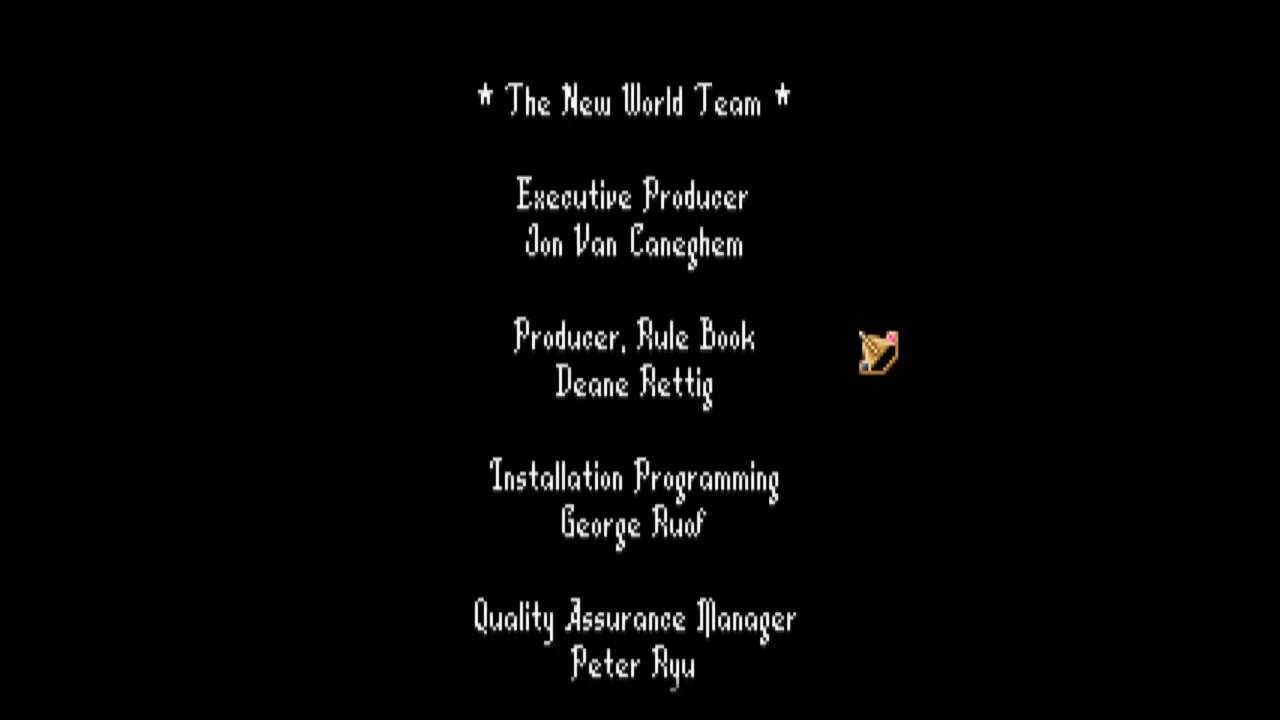 * The New World Team *
Executive Producer
Jon Van Caneghem
Producer, Rule Book
Deane Rettig
Installation Programming
George Ruof
Quality Assurance Manager
Peter Ryu